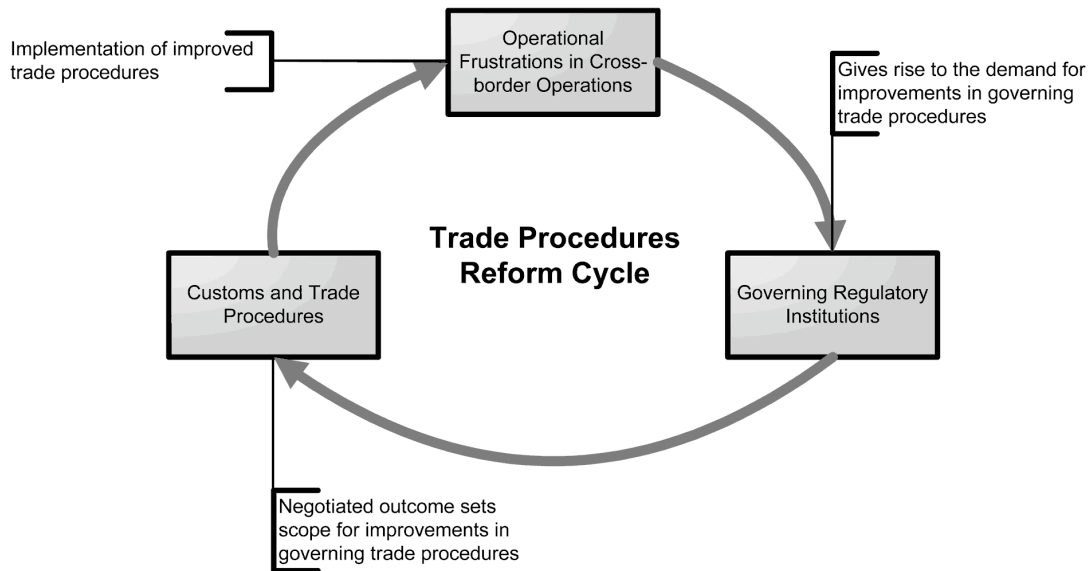 Operational
Frustrations in Cross-
border Operations
Implementation of improved
trade procedures
Gives rise to the demand for
improvements in governing
trade procedures
Trade Procedures
Reform Cycle
Customs and Trade
Procedures
Governing Regulatory
Institutions
Negotiated outcome sets
scope for improvements in
governing trade procedures